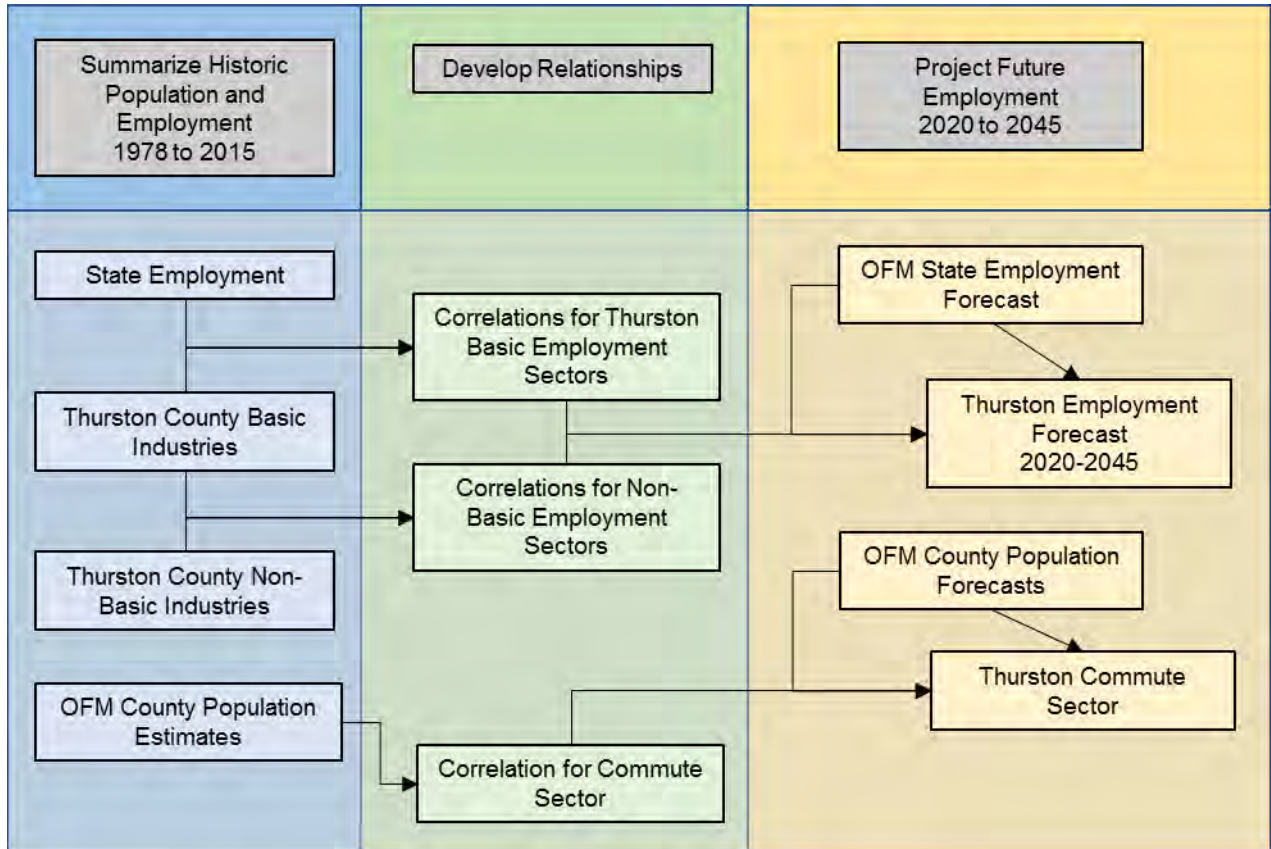 Summarize Historic
Population and
Employment
1978 to 2015
Develop Relationships
Project Future
Employment
2020 to 2045
State Employment
Thurston County Basic
Industries
Thurston County Non-
Basic Industries
OFM County Population
Estimates
Correlations for Thurston
Basic Employment
Sectors
Correlations for Non-
Basic Employment
Sectors
Correlation for Commute
Sector
OFM State Employment
Forecast
Thurston Employment
Forecast
2020-2045
OFM County Population
Forecasts
Thurston Commute
Sector